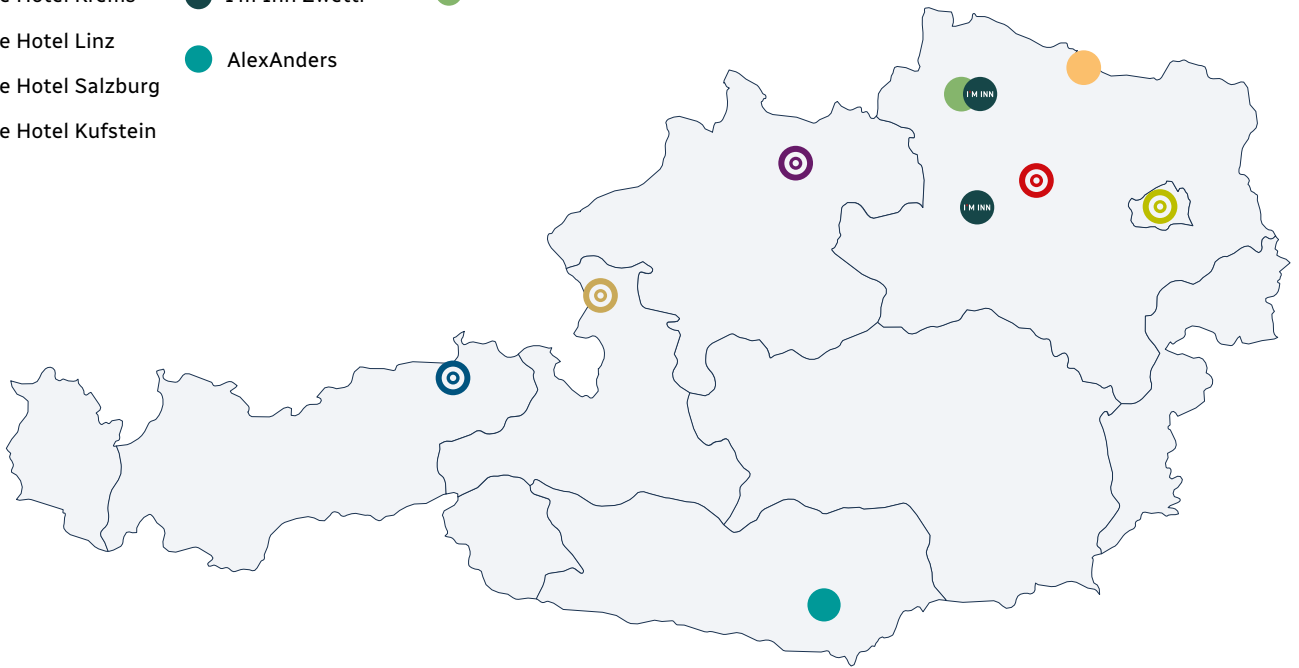 e Hotel Linz
e Hotel Salzburg
e Hotel Kufstein
AlexAnders
I M INN
I M INN